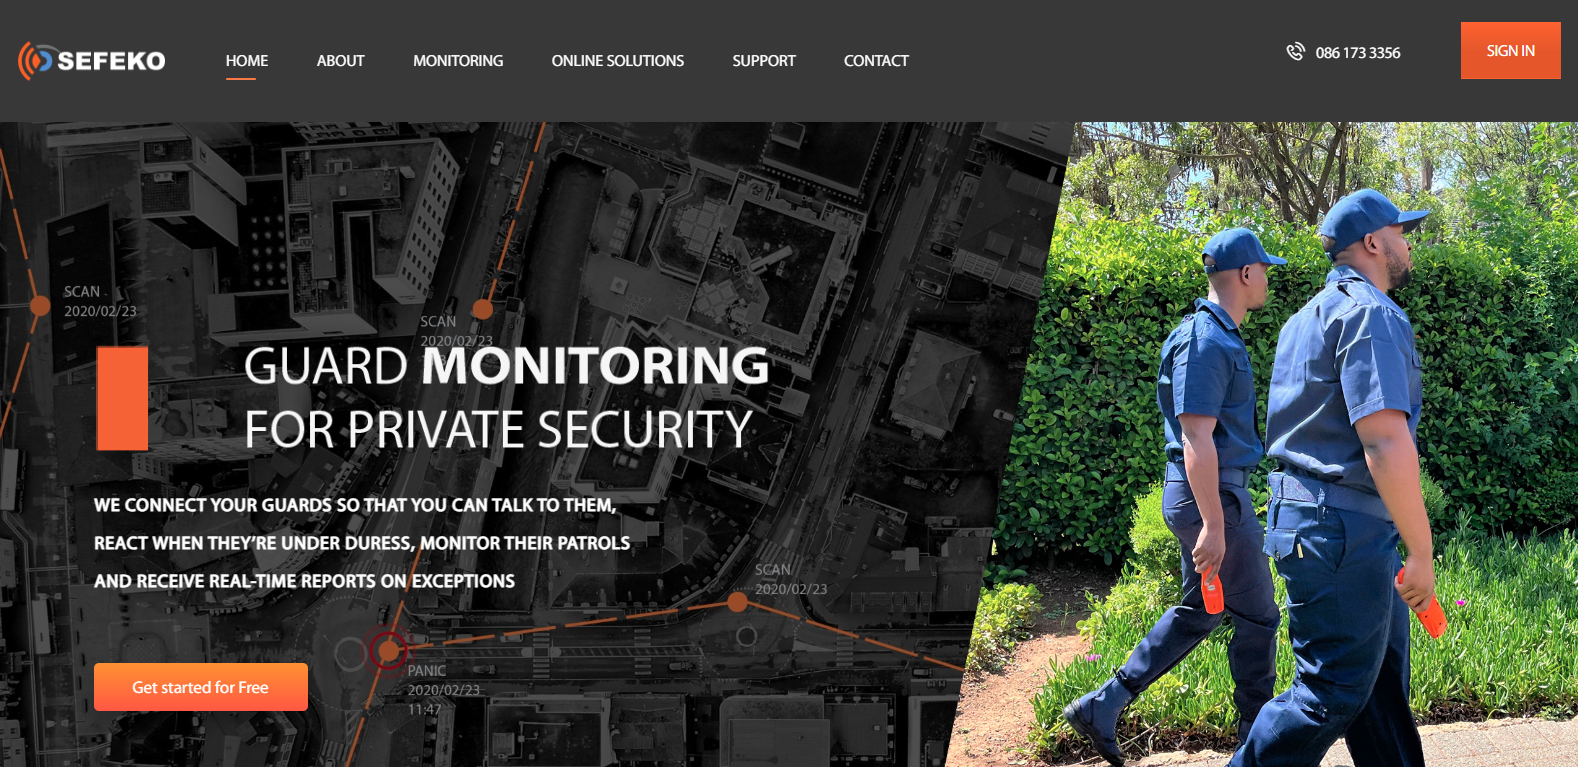 SEFEKO
HOME
ABOUT
MONITORING
ONLINE SOLUTIONS
SUPPORT
CONTACT
086 173 3356
SIGN IN
SCAN
2020/02/23
SCAN
2020/02/23
GUARD MONITORING
FOR PRIVATE SECURITY
WE CONNECT YOUR GUARDS SO THAT YOU CAN TALK TO THEM,
REACT WHEN THEY'RE UNDER DURESS, MONITOR THEIR PATROLS
AND RECEIVE REAL-TIME REPORTS ON EXCEPTIONS
SCAN
2020/02/23
PANIC
2020/02/23
11:47
Get started for Free